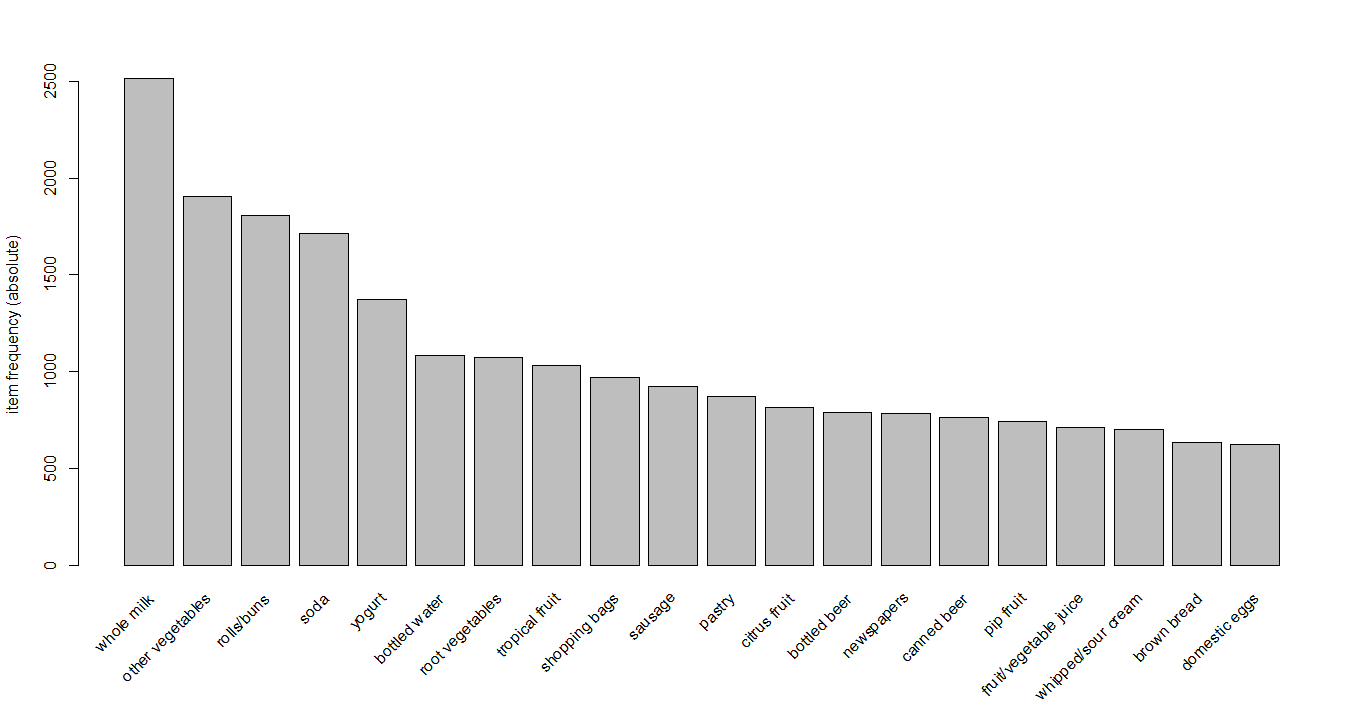 item frequency (absolute)
2500
2000
1500
1000
500
0
whole milk
other vegetables
rolls/buns
soda
yogurt
bottled water
root vegetables
tropical fruit
shopping bags
sausage
pastry
citrus fruit
bottled beer
newspapers
canned beer
pip fruit
fruit/vegetable juice
whipped/sour cream
brown bread
domestic eggs